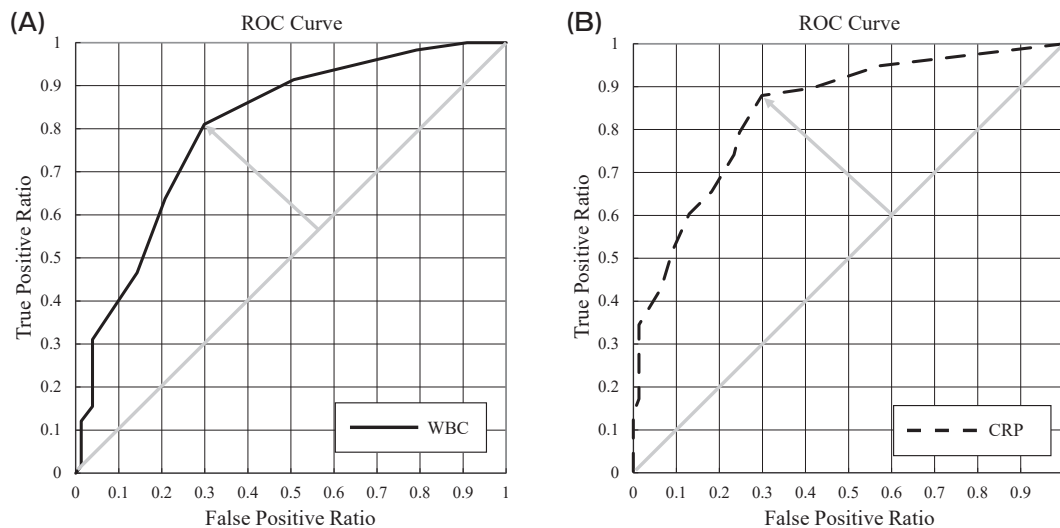 (A)
ROC Curve
True Positive Ratio
1
0.9
0.8
0.7
0.6
0.5
0.4
0.3
0.2
0.1
0
WBC
0 0.1 0.2 0.3 0.4 0.5 0.6 0.7 0.8 0.9 1
False Positive Ratio
(B)
ROC Curve
True Positive Ratio
1
0.9
0.8
0.7
0.6
0.5
0.4
0.3
0.2
0.1
0
CRP
0 0.1 0.2 0.3 0.4 0.5 0.6 0.7 0.8 0.9
False Positive Ratio